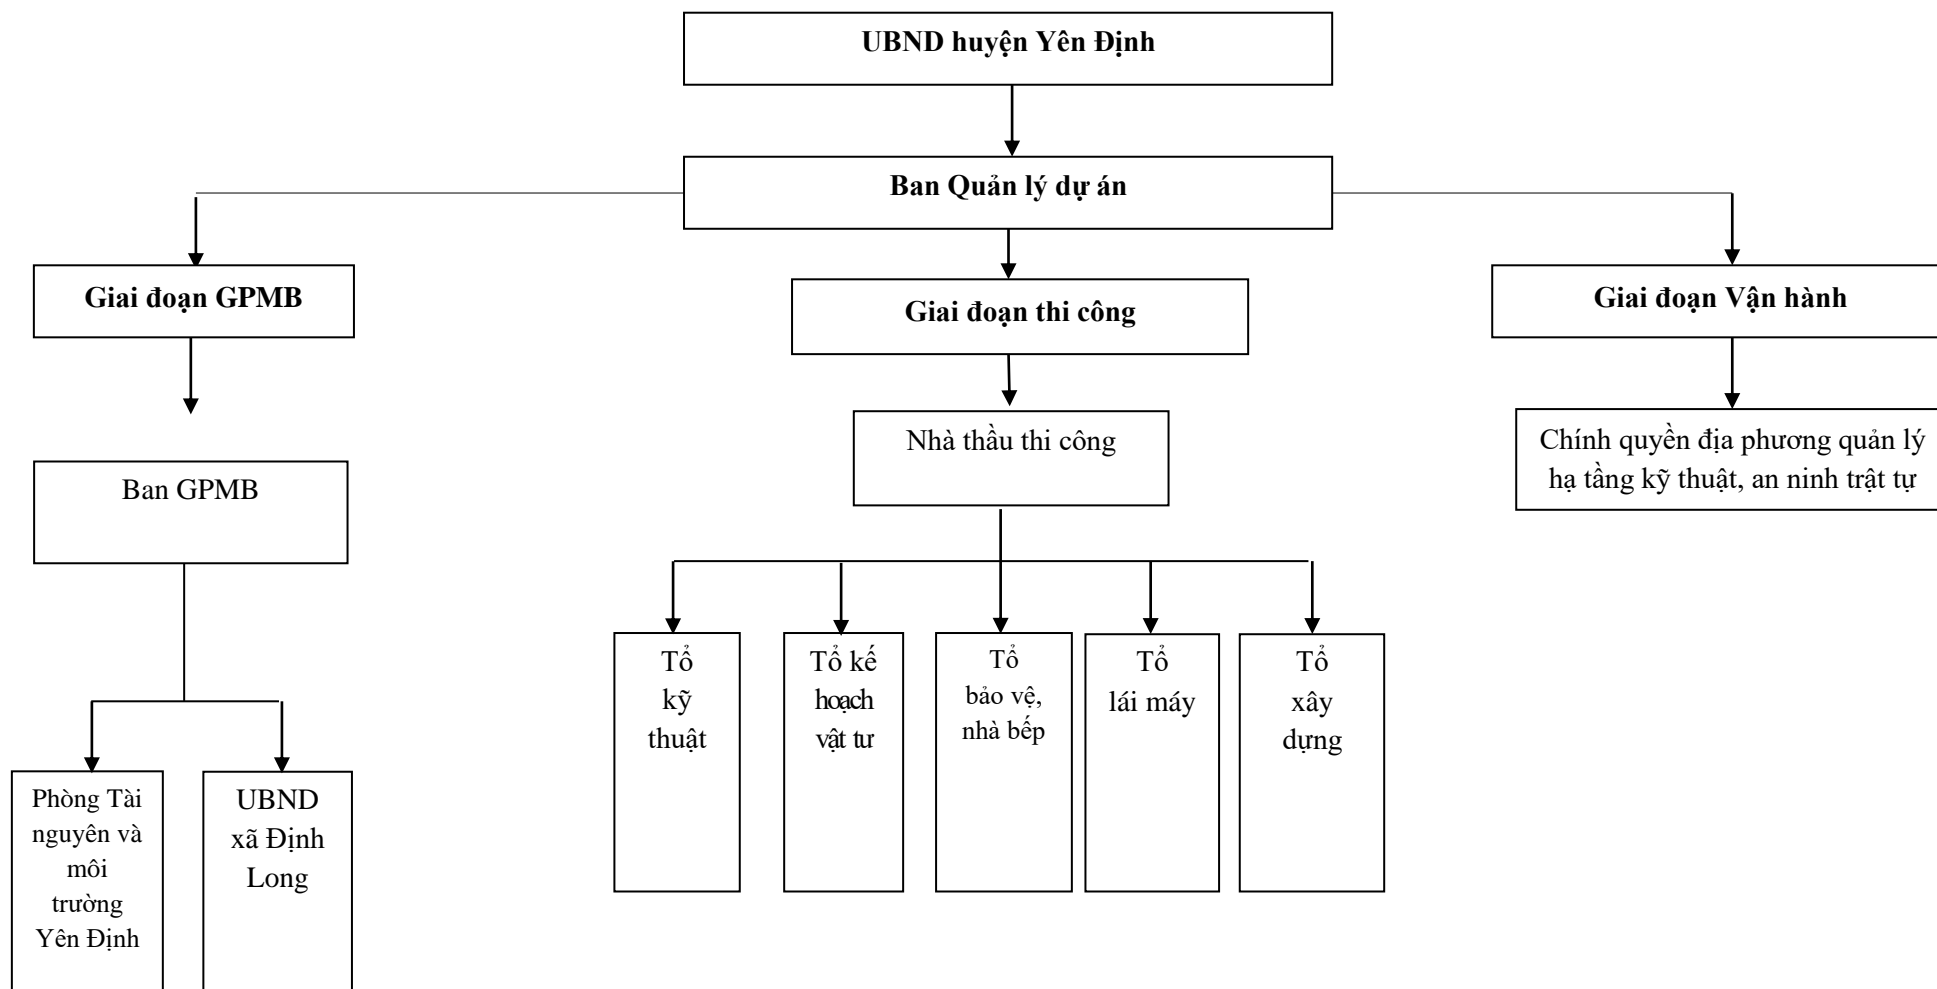 UBND huyện Yên Định
Ban Quản lý dự án
Giai đoạn GPMB
Giai đoạn thi công
Giai đoạn Vận hành
Ban GPMB
Nhà thầu thi công
Chính quyền địa phương quản lý
hạ tầng kỹ thuật, an ninh trật tự
Phòng Tài
nguyên và
môi
trường
Yên Định
UBND
xã Định
Long
Tổ
kỹ
thuật
Tổ kế
hoạch
vật tư
Tổ
bảo vệ,
nhà bếp
Tổ
lái máy
Tổ
xây
dựng